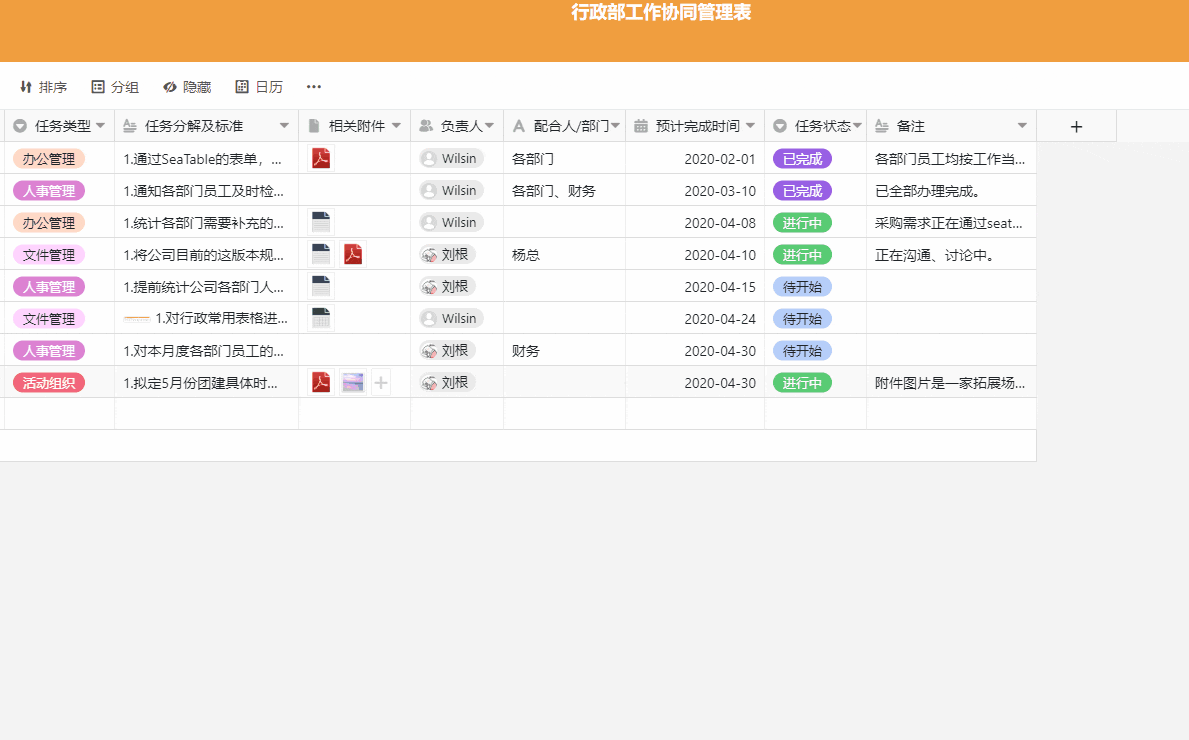 行政部工作协同管理表
排序 分组 隐藏 日历 ...
任务类型 任务分解及标准 相关附件 负责人 A 配合人/部门 预计完成时间 任务状态 备注 +
办公管理 1.通过SeaTable的表单，... Wilsin 各部门 2020-02-01 已完成 各部门员工均按工作当...
人事管理 1.通知各部门员工及时检... Wilsin 各部门、财务 2020-03-10 已完成 已全部办理完成。
办公管理 1.统计各部门需要补充的... Wilsin 2020-04-08 进行中 采购需求正在通过seat...
文件管理 1.将公司目前的这版本规... 刘根 杨总 2020-04-10 进行中 正在沟通、讨论中。
人事管理 1.提前统计公司各部门人... 刘根 2020-04-15 待开始
文件管理 1.对行政常用表格进... Wilsin 2020-04-24 待开始
人事管理 1.对本月度各部门员工的... 刘根 财务 2020-04-30 待开始
活动组织 1.拟定5月份团建具体时... + 刘根 2020-04-30 进行中 附件图片是一家拓展场...